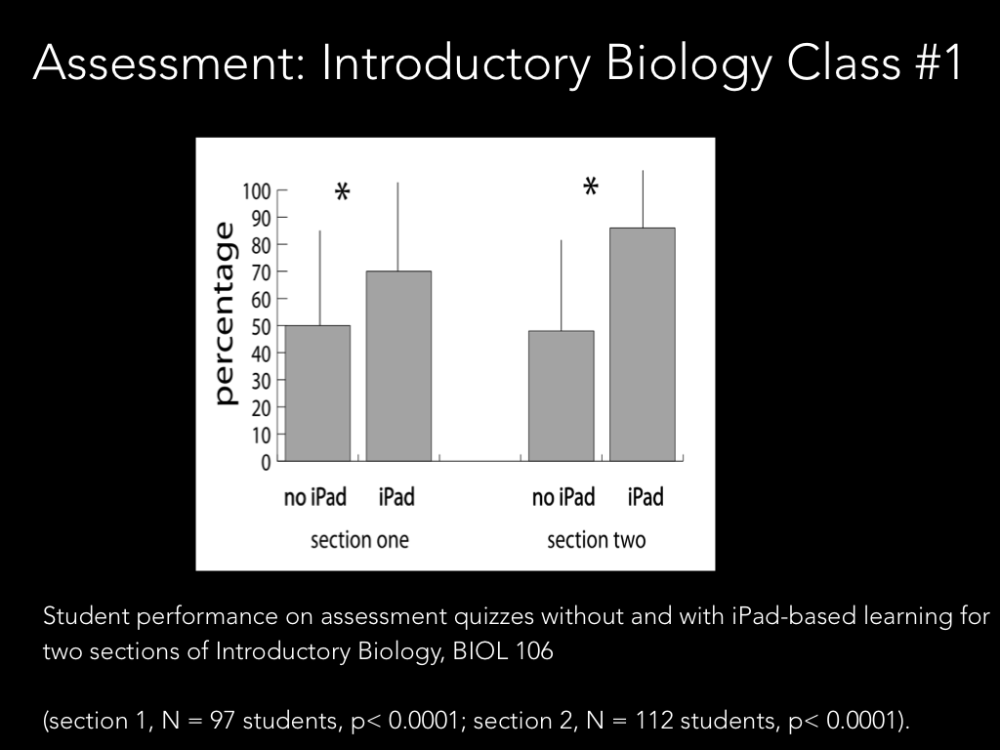 Assessment: Introductory Biology Class #1
percentage
100
90
80
70
60
50
40
30
20
10
0
*
*
no iPad iPad no iPad iPad
section one section two
Student performance on assessment quizzes without and with iPad-based learning for
two sections of Introductory Biology, BIOL 106
(section 1, N = 97 students, p< 0.0001; section 2, N = 112 students, p< 0.0001).